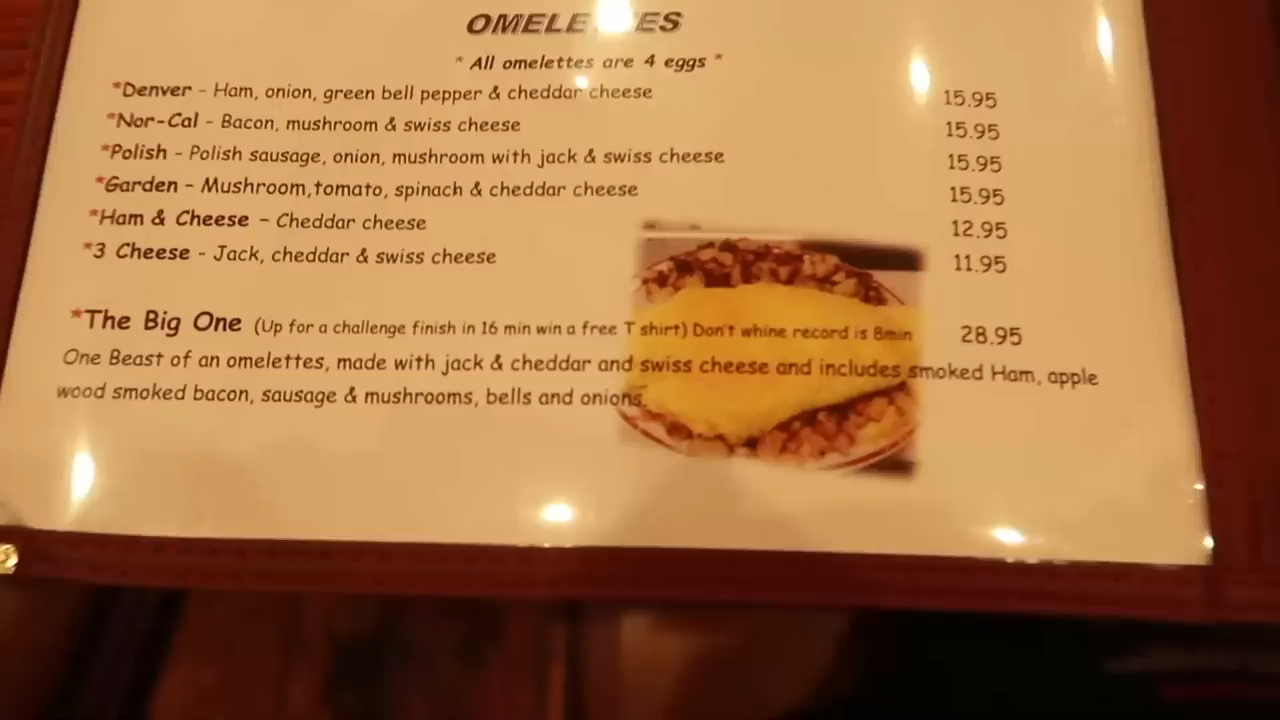 * All omelettes are 4 eggs *
*Denver - Ham, onion, green bell pepper & cheddar cheese 15.95
*Nor-Cal - Bacon, mushroom & swiss cheese 15.95
*Polish - Polish sausage, onion, mushroom with jack & swiss cheese 15.95
*Garden - Mushroom,tomato, spinach & cheddar cheese 15.95
*Ham & Cheese - Cheddar cheese 12.95
*3 Cheese - Jack, cheddar & swiss cheese 11.95
*The Big One (Up for a challenge finish in 16 min win a free T shirt) Don't whine record is 8min 28.95
One Beast of an omelettes, made with jack & cheddar and swiss cheese and includes smoked Ham, apple
wood smoked bacon, sausage & mushrooms, bells and onions.